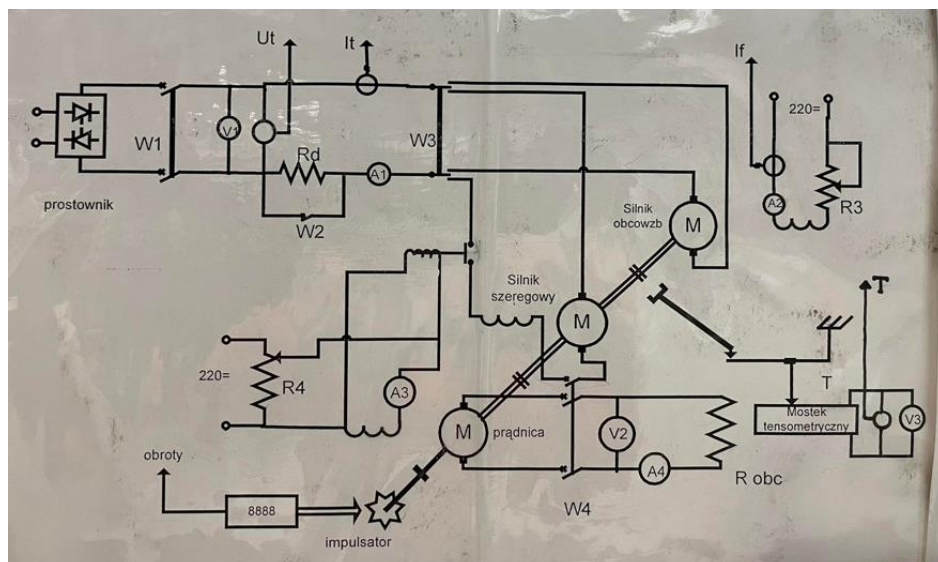 Ut
It
If
220=
V1
W1
Rd
A1
W3
W2
prostownik
A2
R3
Silnik
obcowzb
M
Silnik
szeregowy
M
T
T
220=
R4
A3
M
prądnica
V2
A4
R obc
Mostek
tensometryczny
V3
W4
obroty
8888
impulsator